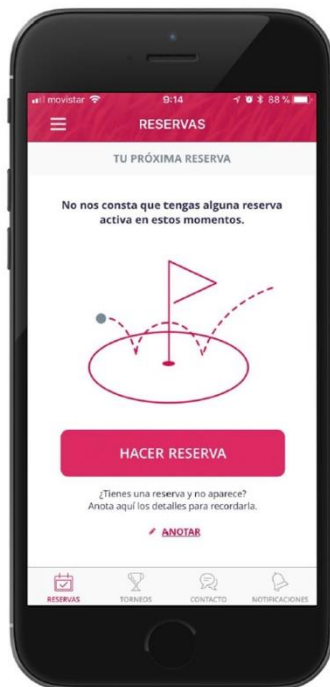 movistar 9:14 88 %
RESERVAS
TU PRÓXIMA RESERVA
No nos consta que tengas alguna reserva
activa en estos momentos.
HACER RESERVA
¿Tienes una reserva y no aparece?
Anota aquí los detalles para recordarla.
ANOTAR
RESERVAS TORNEOS CONTACTO NOTIFICACIONES